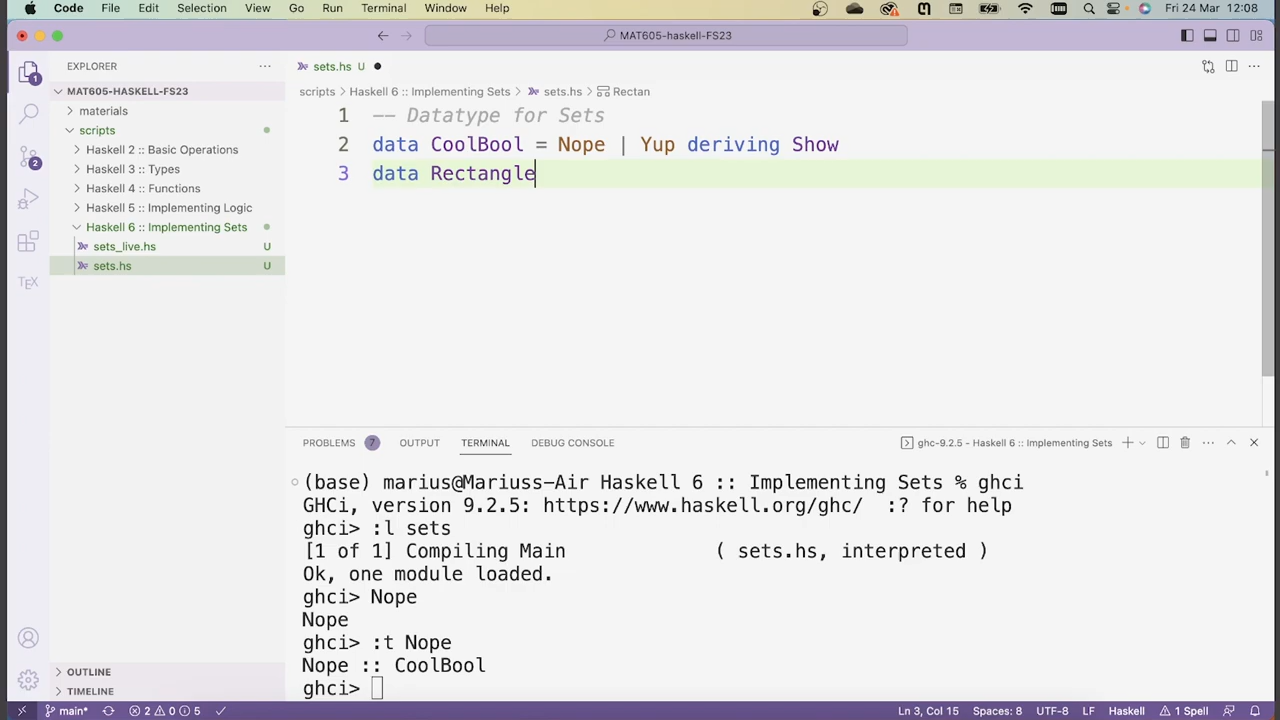 Code File Edit Selection View Go Run Terminal Window Help Fri 24 Mar 12:08
MAT605-haskell-FS23
EXPLORER
sets.hs U
MAT605-HASKELL-FS23
scripts > Haskell 6 :: Implementing Sets > sets.hs > Rectan
materials
scripts
Haskell 2 :: Basic Operations
Haskell 3 :: Types
Haskell 4 :: Functions
Haskell 5 :: Implementing Logic
Haskell 6 :: Implementing Sets
sets_live.hs U
sets.hs U
1 -- Datatype for Sets
2 data CoolBool = Nope | Yup deriving Show
3 data Rectangle
1
2
TEX
PROBLEMS 7 OUTPUT TERMINAL DEBUG CONSOLE ghc-9.2.5 - Haskell 6 :: Implementing Sets
(base) marius@Mariuss-Air Haskell 6 :: Implementing Sets % ghci
GHCi, version 9.2.5: https://www.haskell.org/ghc/ :? for help
ghci> :l sets
[1 of 1] Compiling Main ( sets.hs, interpreted )
Ok, one module loaded.
ghci> Nope
Nope
ghci> :t Nope
Nope :: CoolBool
ghci>
OUTLINE
TIMELINE
main* 2 0 5 Ln 3, Col 15 Spaces: 8 UTF-8 LF Haskell 1 Spell